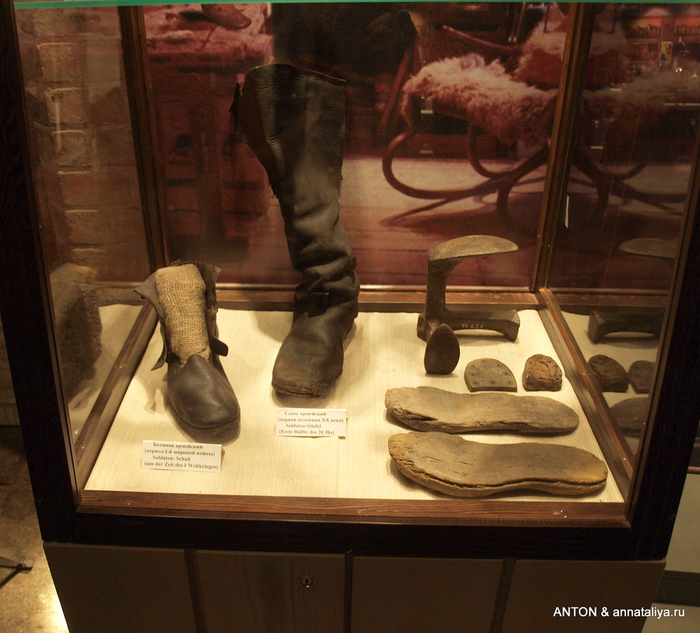 Ботинок армейский
(период I-й мировой войны)
Soldaten- Schuh
(aus der Zeit des I Weltkrieges)
Сапог армейский
(первая половина XX века)
Soldaten Stiefel
(Erste Hälfte des 20 Jhs)
ANTON & annataliya.ru